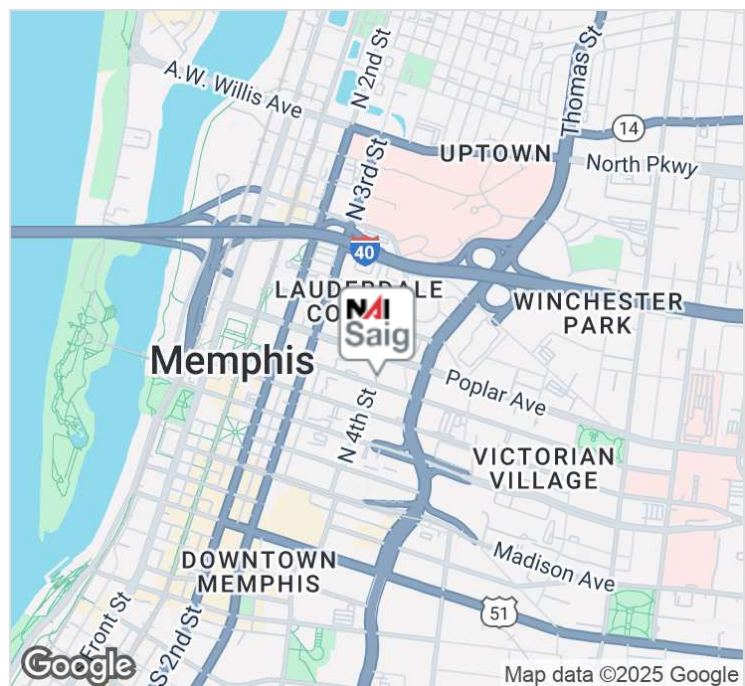 A.W. Willis Ave
N 2nd St
Thomas St
14
UPTOWN
North Pkwy
N 3rd St
40
LAUDERDALE
CO
WINCHESTER
PARK
NAI
Saig
Memphis
Poplar Ave
N 4th St
VICTORIAN
VILLAGE
DOWNTOWN
MEMPHIS
Madison Ave
51
Front St
S 2nd St
Google
Map data ©2025 Google